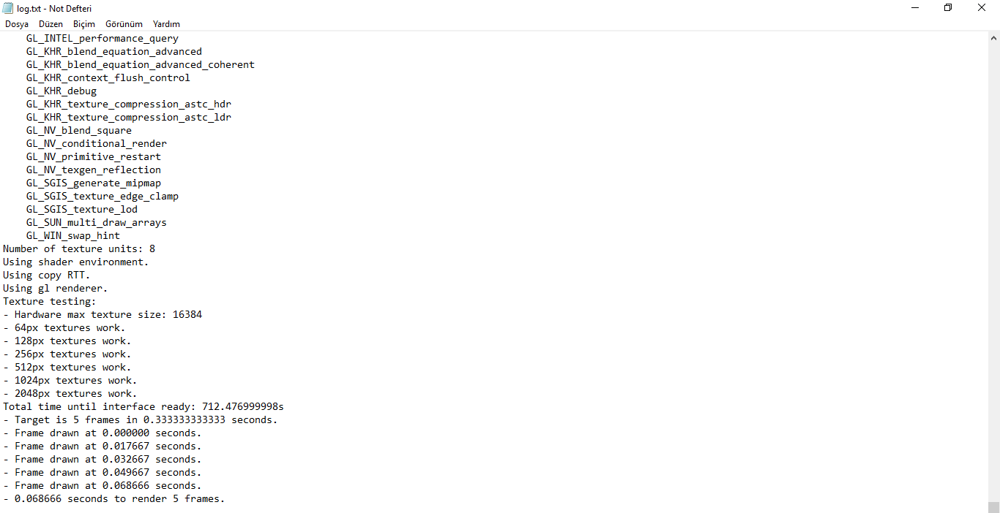 log.txt - Not Defteri
Dosya Düzen Biçim Görünüm Yardım
GL_INTEL_performance_query
GL_KHR_blend_equation_advanced
GL_KHR_blend_equation_advanced_coherent
GL_KHR_context_flush_control
GL_KHR_debug
GL_KHR_texture_compression_astc_hdr
GL_KHR_texture_compression_astc_ldr
GL_NV_blend_square
GL_NV_conditional_render
GL_NV_primitive_restart
GL_NV_texgen_reflection
GL_SGIS_generate_mipmap
GL_SGIS_texture_edge_clamp
GL_SGIS_texture_lod
GL_SUN_multi_draw_arrays
GL_WIN_swap_hint
Number of texture units: 8
Using shader environment.
Using copy RTT.
Using gl renderer.
Texture testing:
- Hardware max texture size: 16384
- 64px textures work.
- 128px textures work.
- 256px textures work.
- 512px textures work.
- 1024px textures work.
- 2048px textures work.
Total time until interface ready: 712.476999998s
- Target is 5 frames in 0.333333333333 seconds.
- Frame drawn at 0.000000 seconds.
- Frame drawn at 0.017667 seconds.
- Frame drawn at 0.032667 seconds.
- Frame drawn at 0.049667 seconds.
- Frame drawn at 0.068666 seconds.
- 0.068666 seconds to render 5 frames.